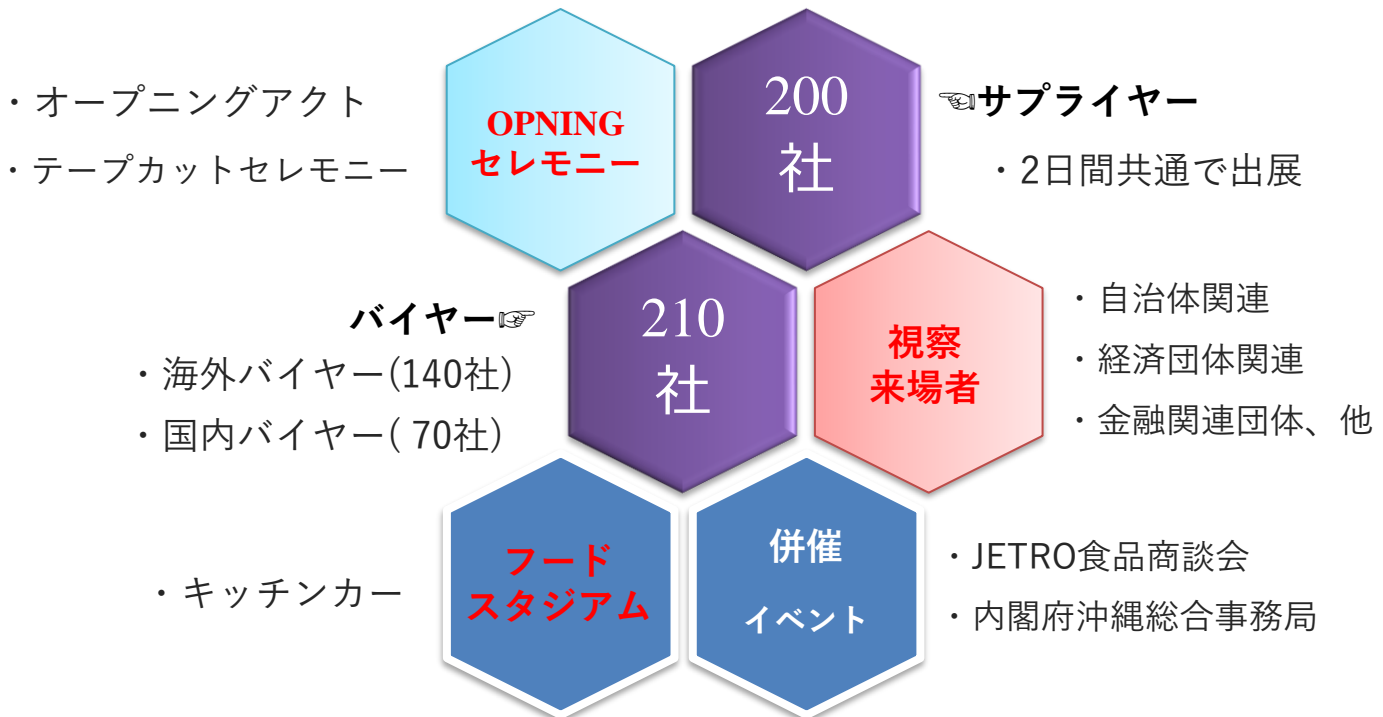 ・オープニングアクト
・テープカットセレモニー
OPNING
セレモニー
200
社
☜サプライヤー
・2日間共通で出展
バイヤー☞
・海外バイヤー(140社)
・国内バイヤー( 70社)
210
社
視察
来場者
・自治体関連
・経済団体関連
・金融関連団体、他
・キッチンカー
フード
スタジアム
併催
イベント
・JETRO食品商談会
・内閣府沖縄総合事務局